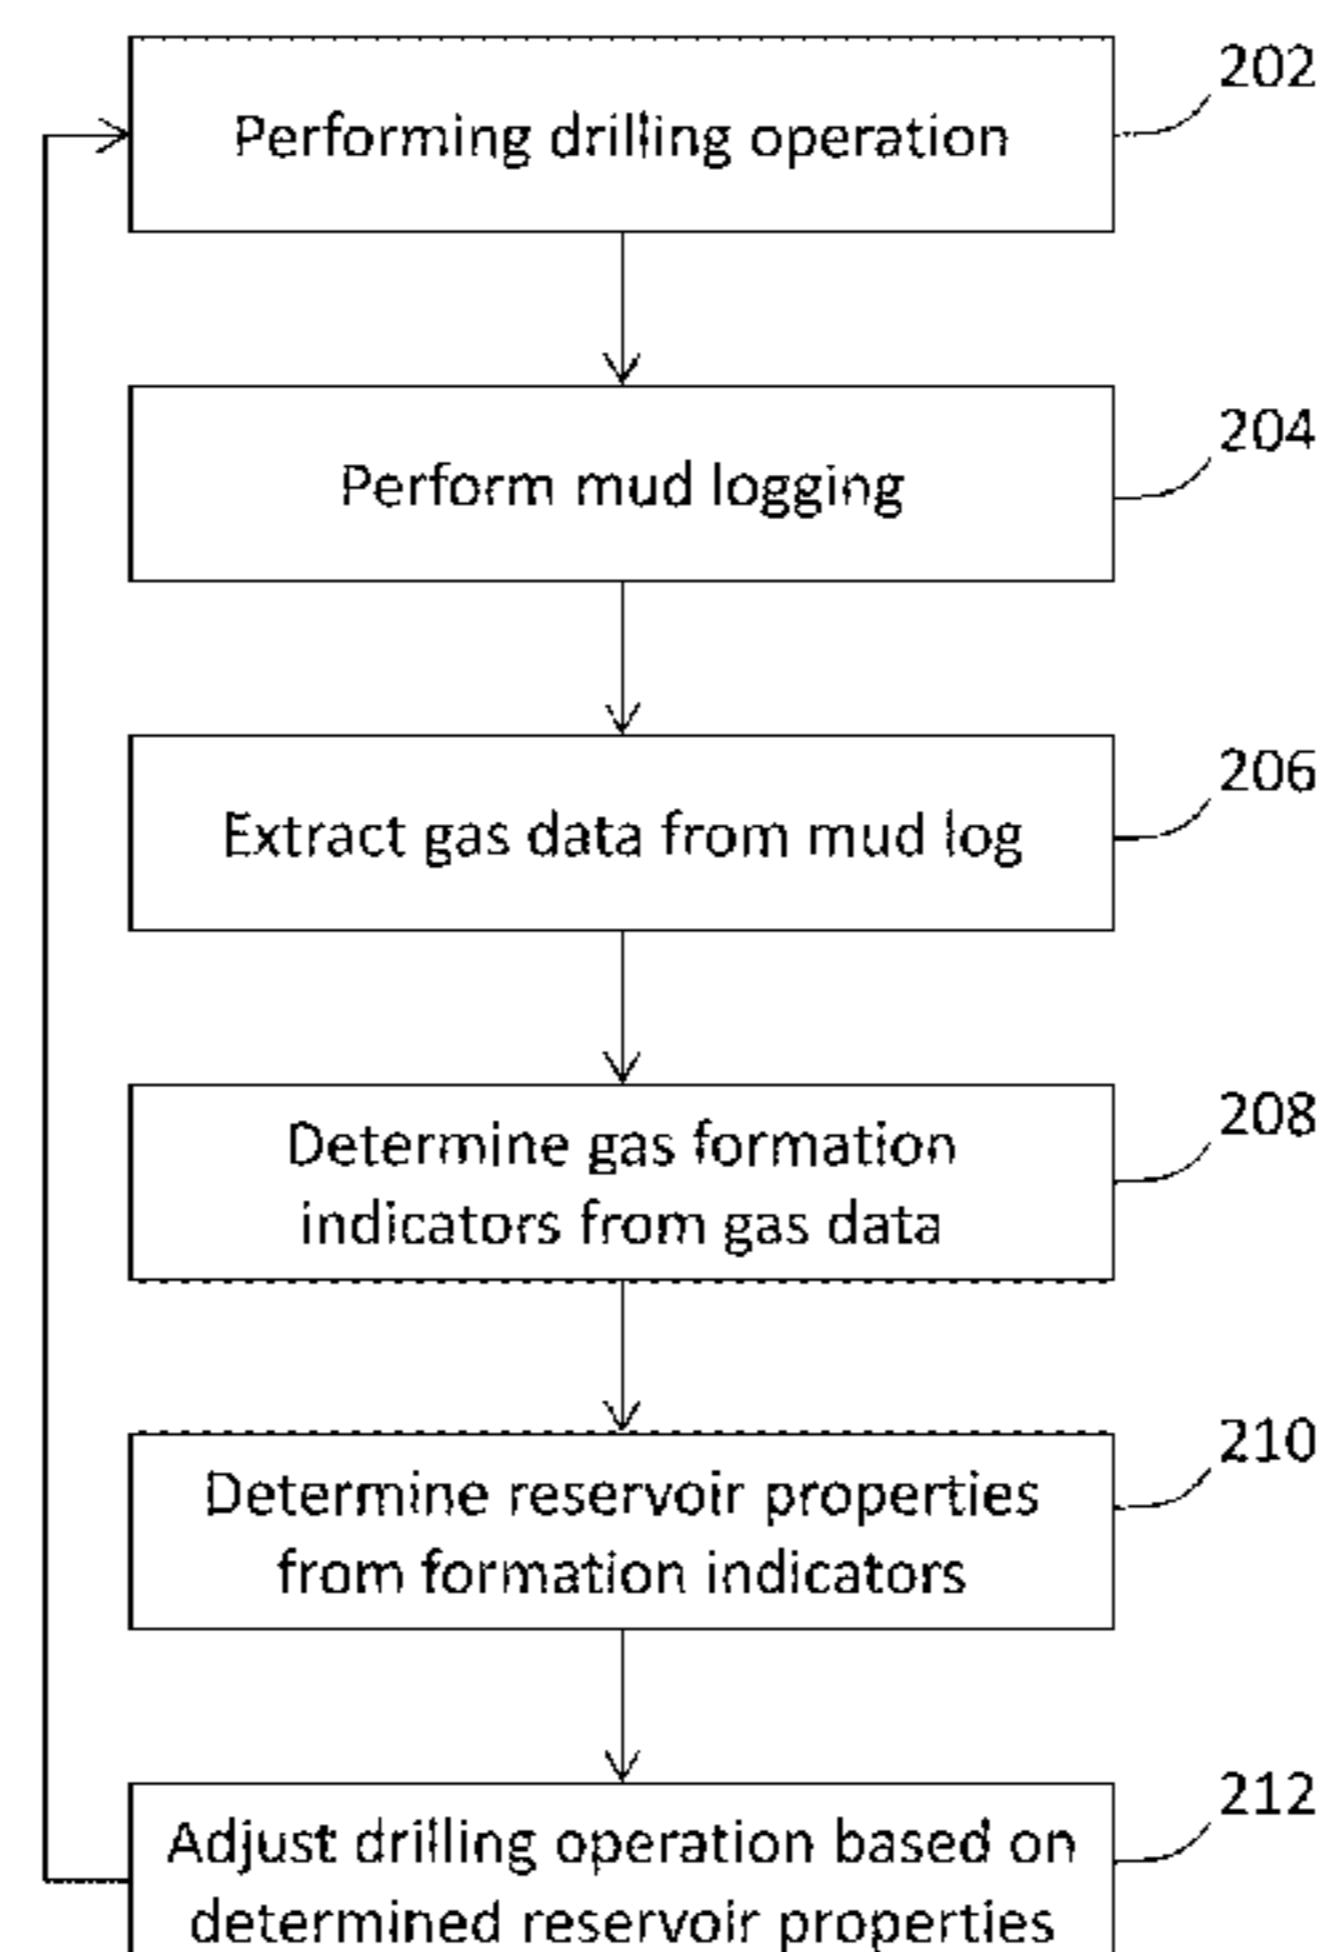 202
Performing drilling operation
204
Perform mud logging
206
Extract gas data from mud log
208
Determine gas formation
indicators from gas data
210
Determine reservoir properties
from formation indicators
212
Adjust drilling operation based on
determined reservoir properties